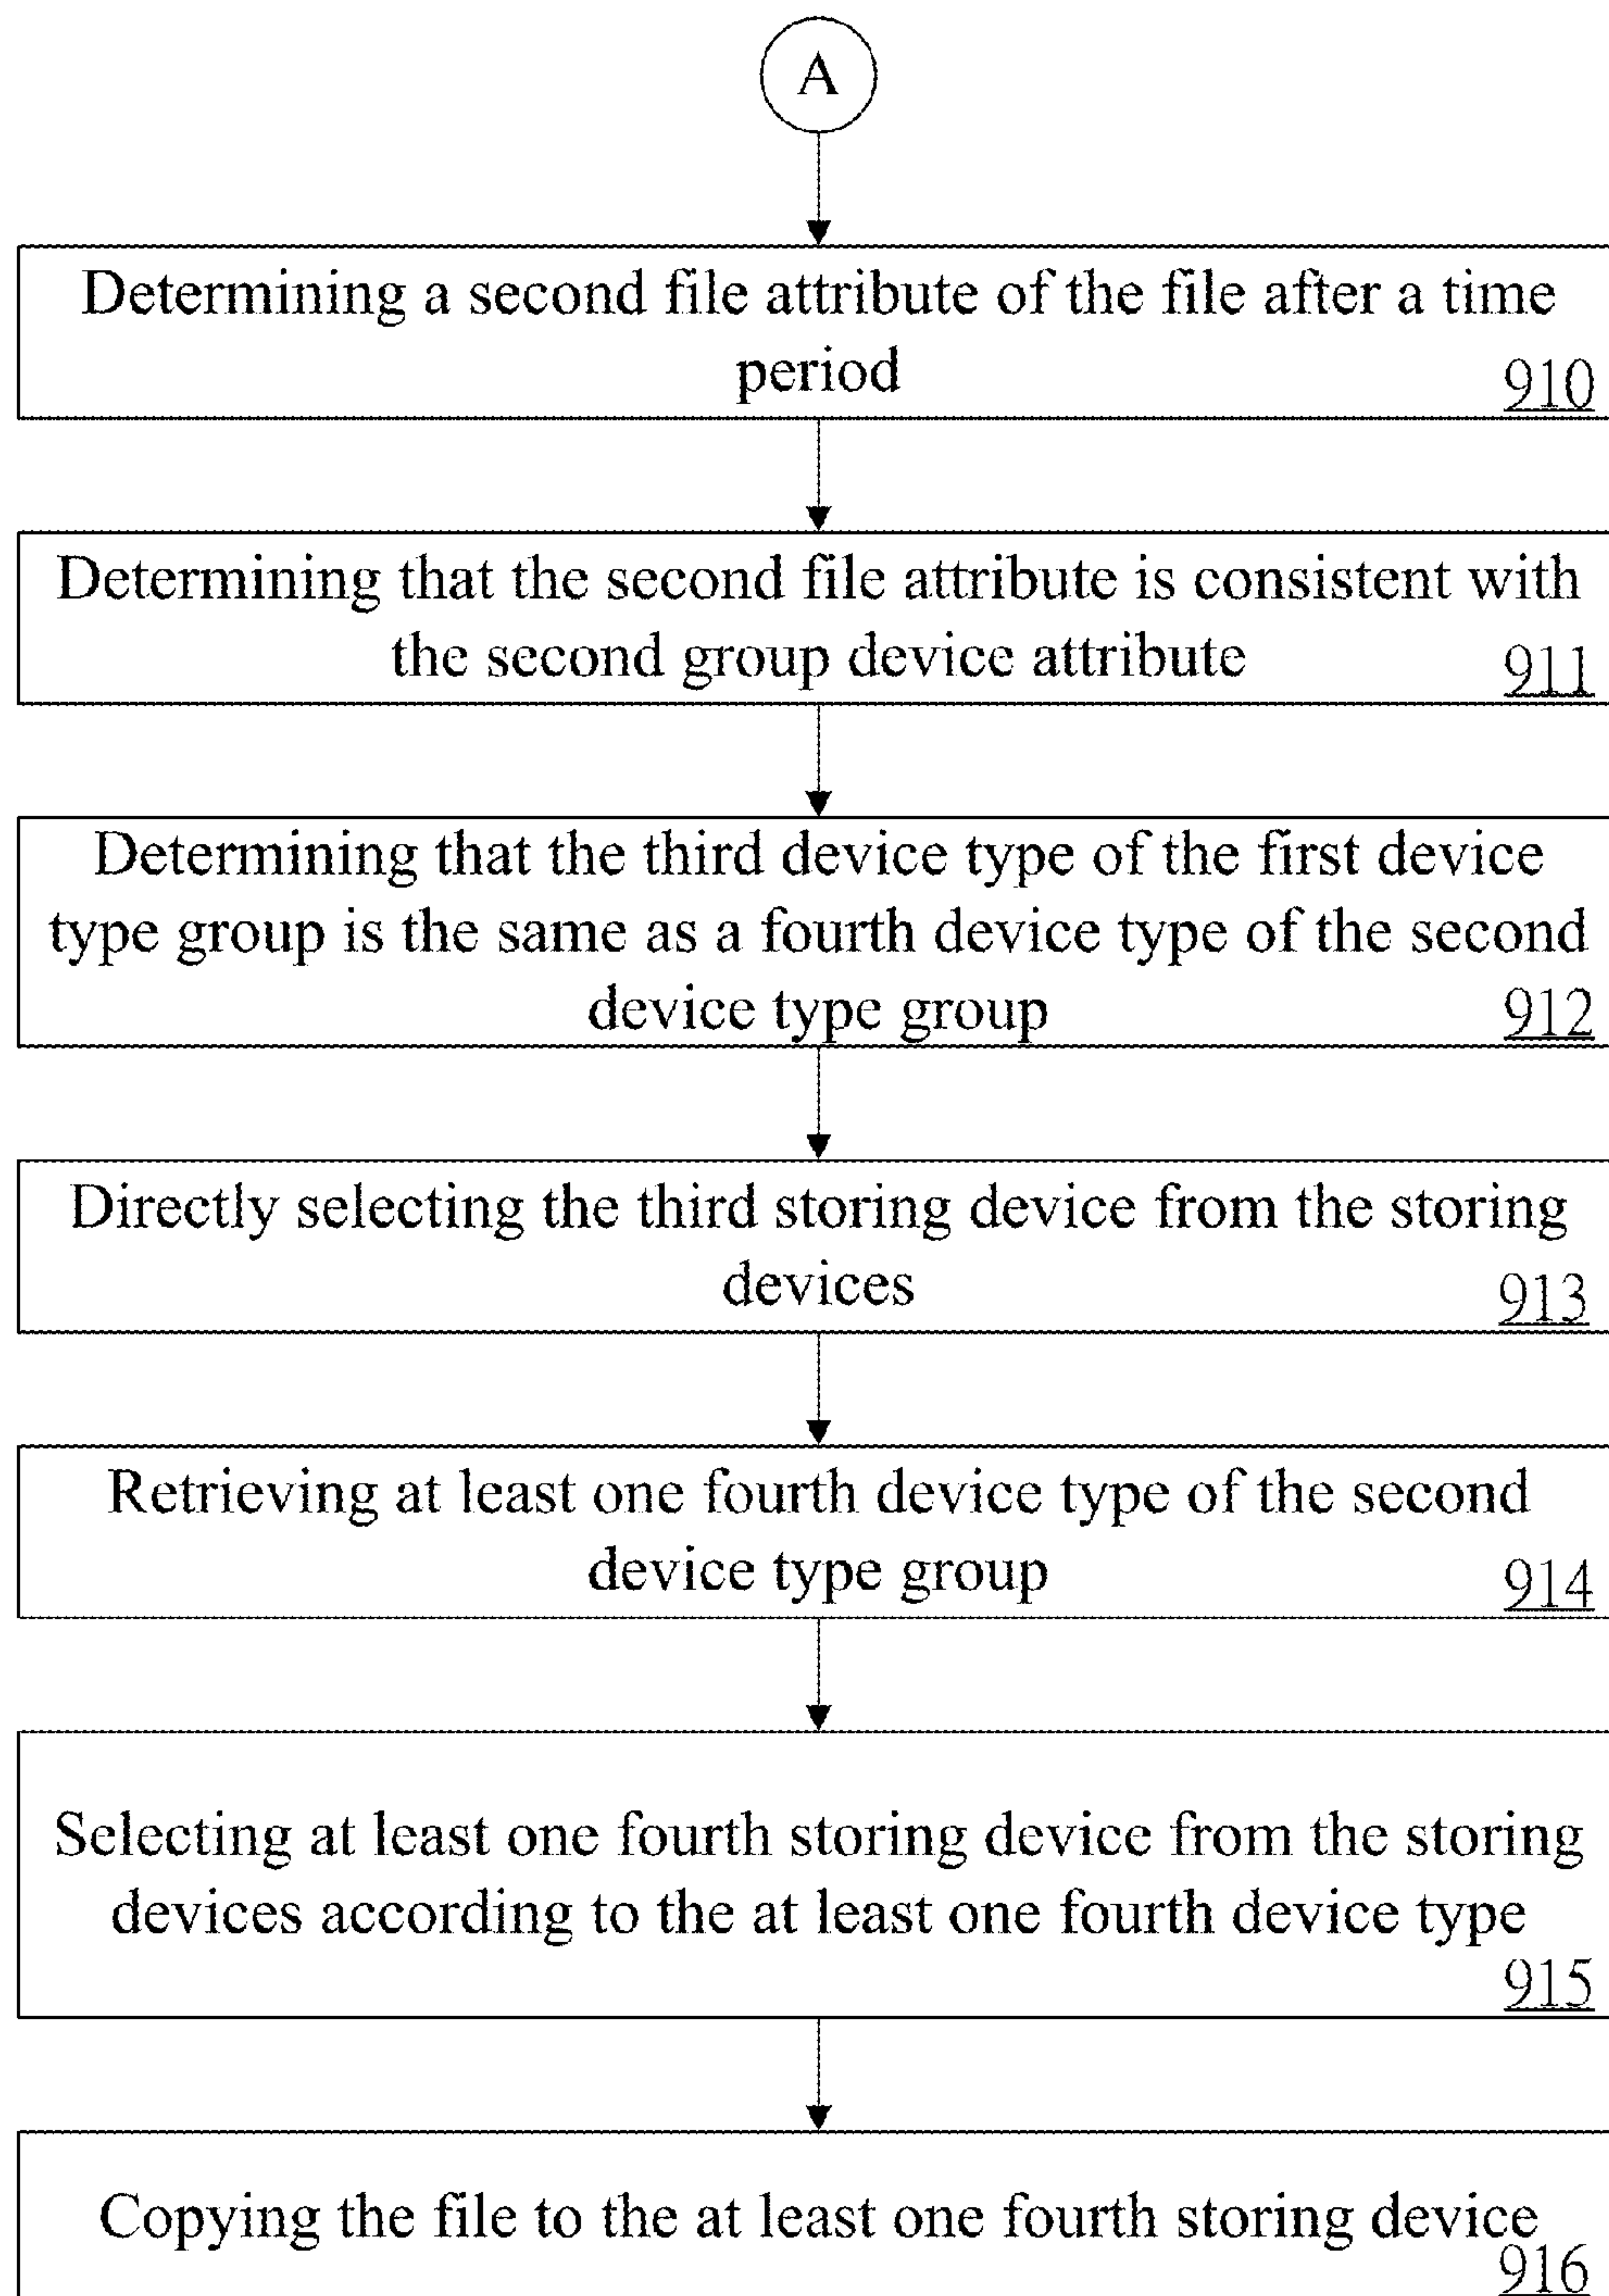 A
Determining a second file attribute of the file after a time
period
910
Determining that the second file attribute is consistent with
the second group device attribute
911
Determining that the third device type of the first device
type group is the same as a fourth device type of the second
device type group
912
Directly selecting the third storing device from the storing
devices
913
Retrieving at least one fourth device type of the second
device type group
914
Selecting at least one fourth storing device from the storing
devices according to the at least one fourth device type
915
Copying the file to the at least one fourth storing device
916